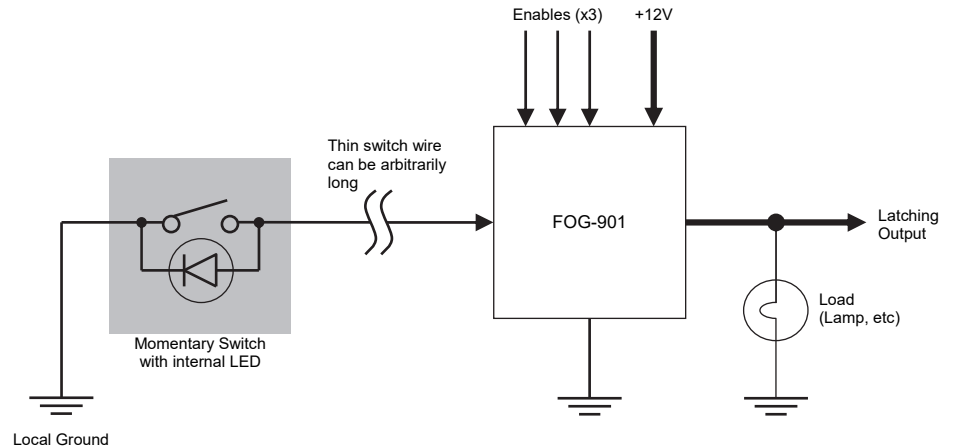 Enables (x3)
+12V
Thin switch wire
can be arbitrarily
long
FOG-901
Latching
Output
Load
(Lamp, etc)
Momentary Switch
with internal LED
Local Ground